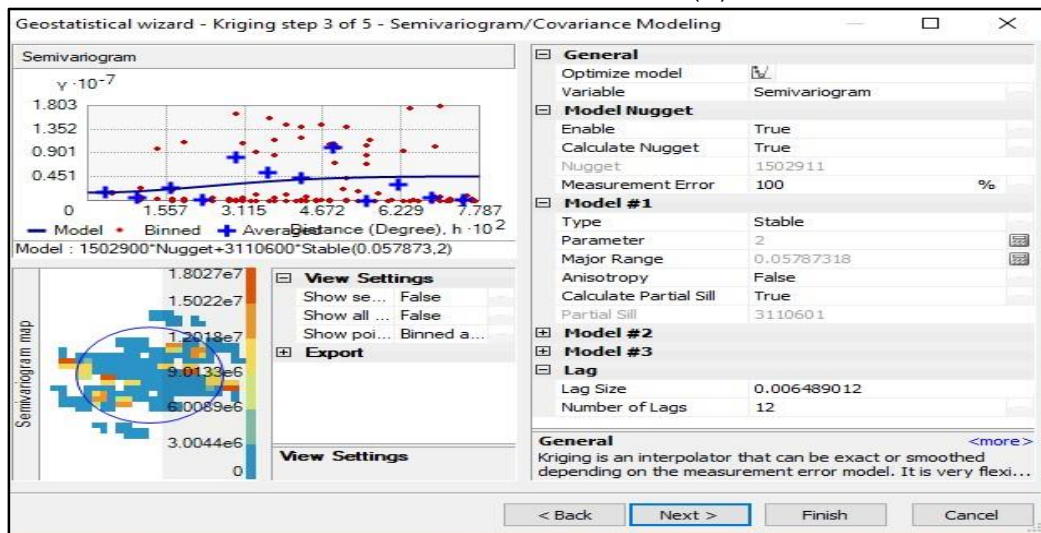 Geostatistical wizard - Kriging step 3 of 5 - Semivariogram/Covariance Modeling
Semivariogram
γ ·10⁻⁷
1.803
1.352
0.901
0.451
0 1.557 3.115 4.672 6.229 7.787
Distance (Degree), h ·10²
Model Binned Averaged
Model : 1502900*Nugget+3110600*Stable(0.057873,2)
Semivariogram map
1.8027e7
1.5022e7
1.2018e7
9.0133e6
6.0089e6
3.0044e6
0
View Settings
Show se... False
Show all ... False
Show poi... Binned a...
Export
View Settings
General
Optimize model
Variable Semivariogram
Model Nugget
Enable True
Calculate Nugget True
Nugget 1502911
Measurement Error 100 %
Model #1
Type Stable
Parameter 2
Major Range 0.05787318
Anisotropy False
Calculate Partial Sill True
Partial Sill 3110601
Model #2
Model #3
Lag
Lag Size 0.006489012
Number of Lags 12
General <more>
Kriging is an interpolator that can be exact or smoothed
depending on the measurement error model. It is very flexi...
< Back Next > Finish Cancel